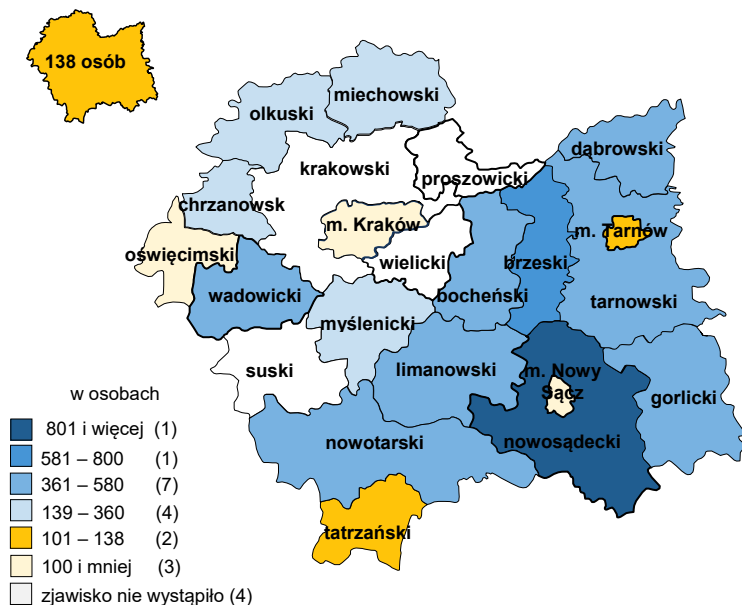 138 osób
miechowski
olkuski
dąbrowski
krakowski
proszowicki
chrzanowsk
m. Kraków
m. Tarnów
oświęcimski
wielicki
brzeski
wadowicki
bocheński
tarnowski
myślenicki
suski
limanowski
m. Nowy
Sącz
gorlicki
nowotarski
nowosądecki
tatrzański
w osobach
801 i więcej (1)
581 – 800 (1)
361 – 580 (7)
139 – 360 (4)
101 – 138 (2)
100 i mniej (3)
zjawisko nie wystąpiło (4)